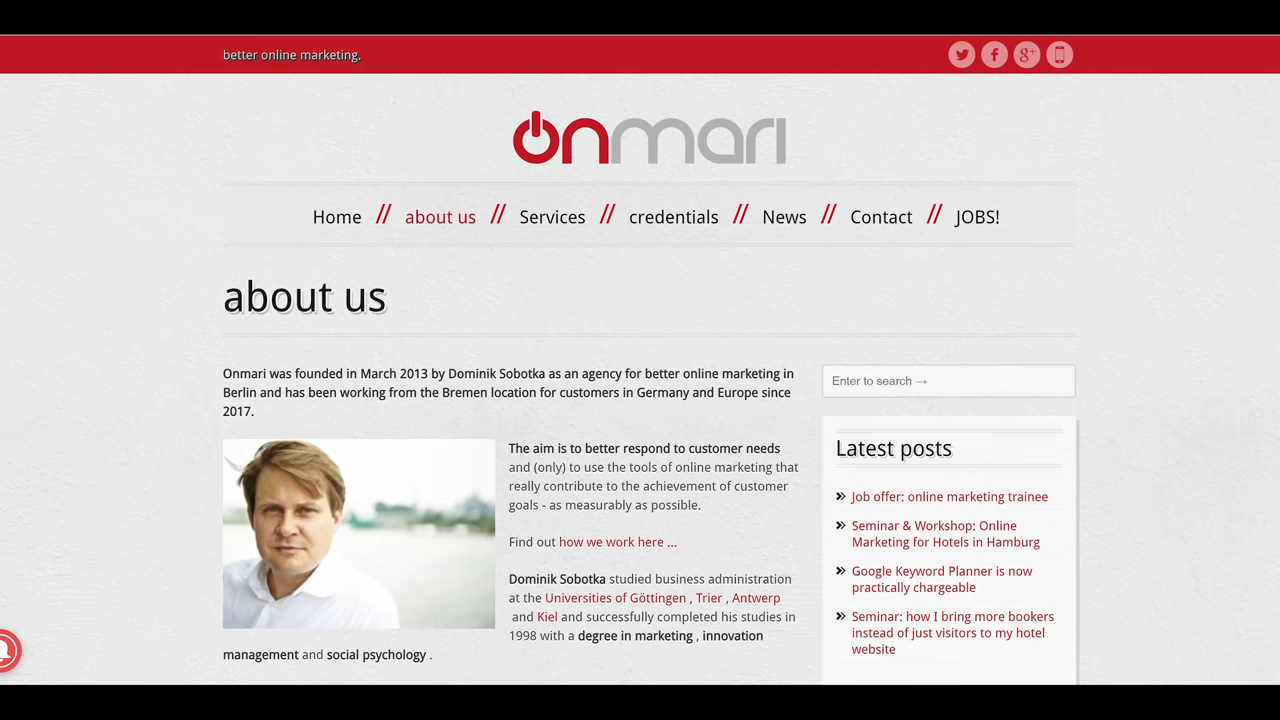 better online marketing.
onmari
Home // about us // Services // credentials // News // Contact // JOBS!
about us
Onmari was founded in March 2013 by Dominik Sobotka as an agency for better online marketing in
Berlin and has been working from the Bremen location for customers in Germany and Europe since
2017.
The aim is to better respond to customer needs
and (only) to use the tools of online marketing that
really contribute to the achievement of customer
goals - as measurably as possible.
Find out how we work here ...
Dominik Sobotka studied business administration
at the Universities of Göttingen , Trier , Antwerp
and Kiel and successfully completed his studies in
1998 with a degree in marketing , innovation
management and social psychology .
Enter to search →
Latest posts
Job offer: online marketing trainee
Seminar & Workshop: Online
Marketing for Hotels in Hamburg
Google Keyword Planner is now
practically chargeable
Seminar: how I bring more bookers
instead of just visitors to my hotel
website